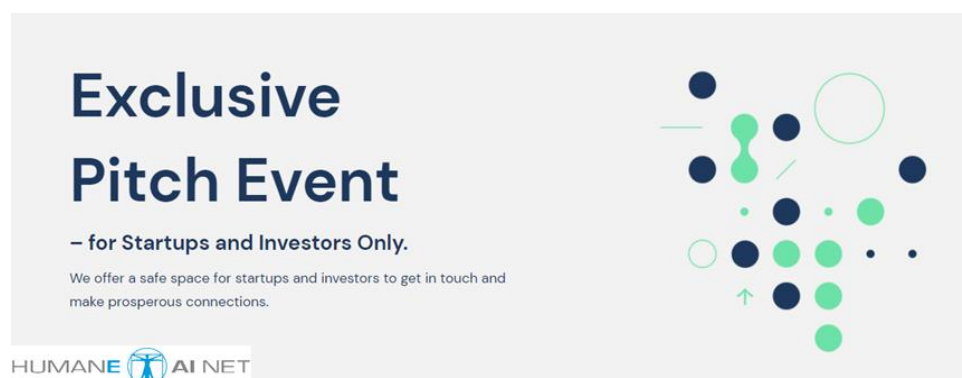 Exclusive
Pitch Event
– for Startups and Investors Only.
We offer a safe space for startups and investors to get in touch and
make prosperous connections.
HUMANE AI NET